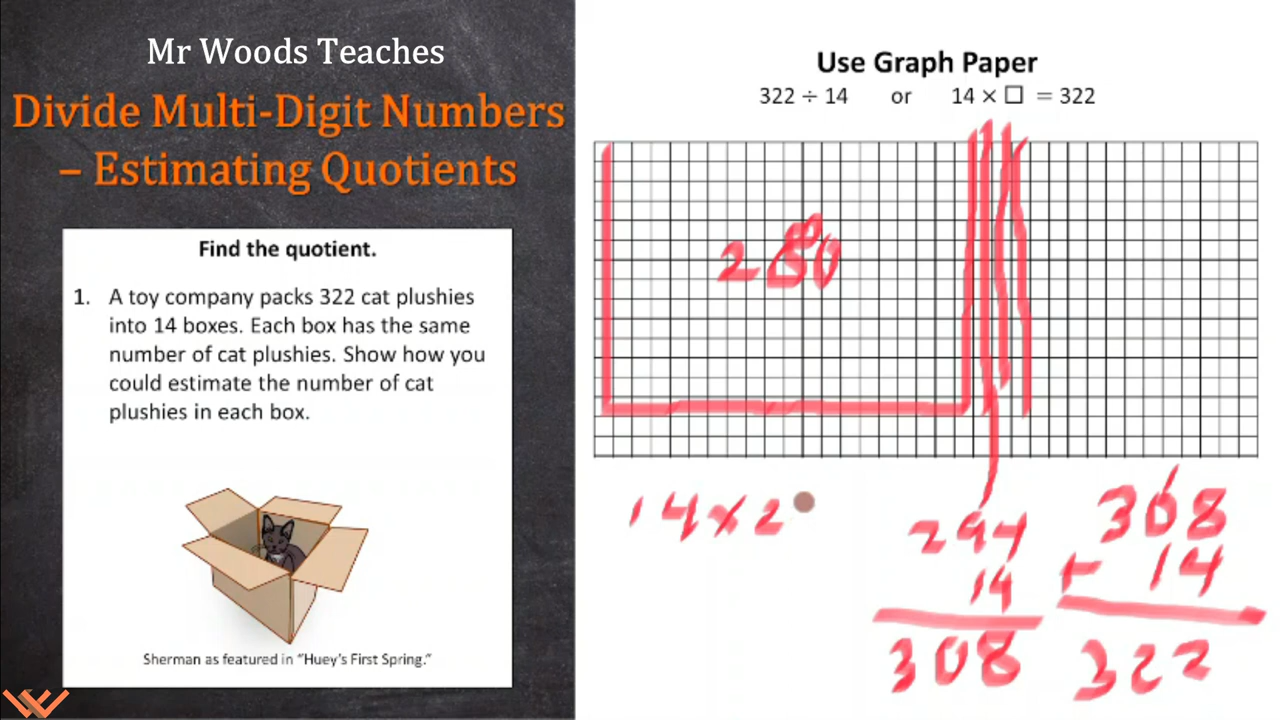 Mr Woods Teaches
Divide Multi-Digit Numbers
– Estimating Quotients
Find the quotient.
1. A toy company packs 322 cat plushies
into 14 boxes. Each box has the same
number of cat plushies. Show how you
could estimate the number of cat
plushies in each box.
Sherman as featured in “Huey’s First Spring.”
Use Graph Paper
322 ÷ 14 or 14 × □ = 322
280
14 x 2
294
14
308
308
+ 14
322